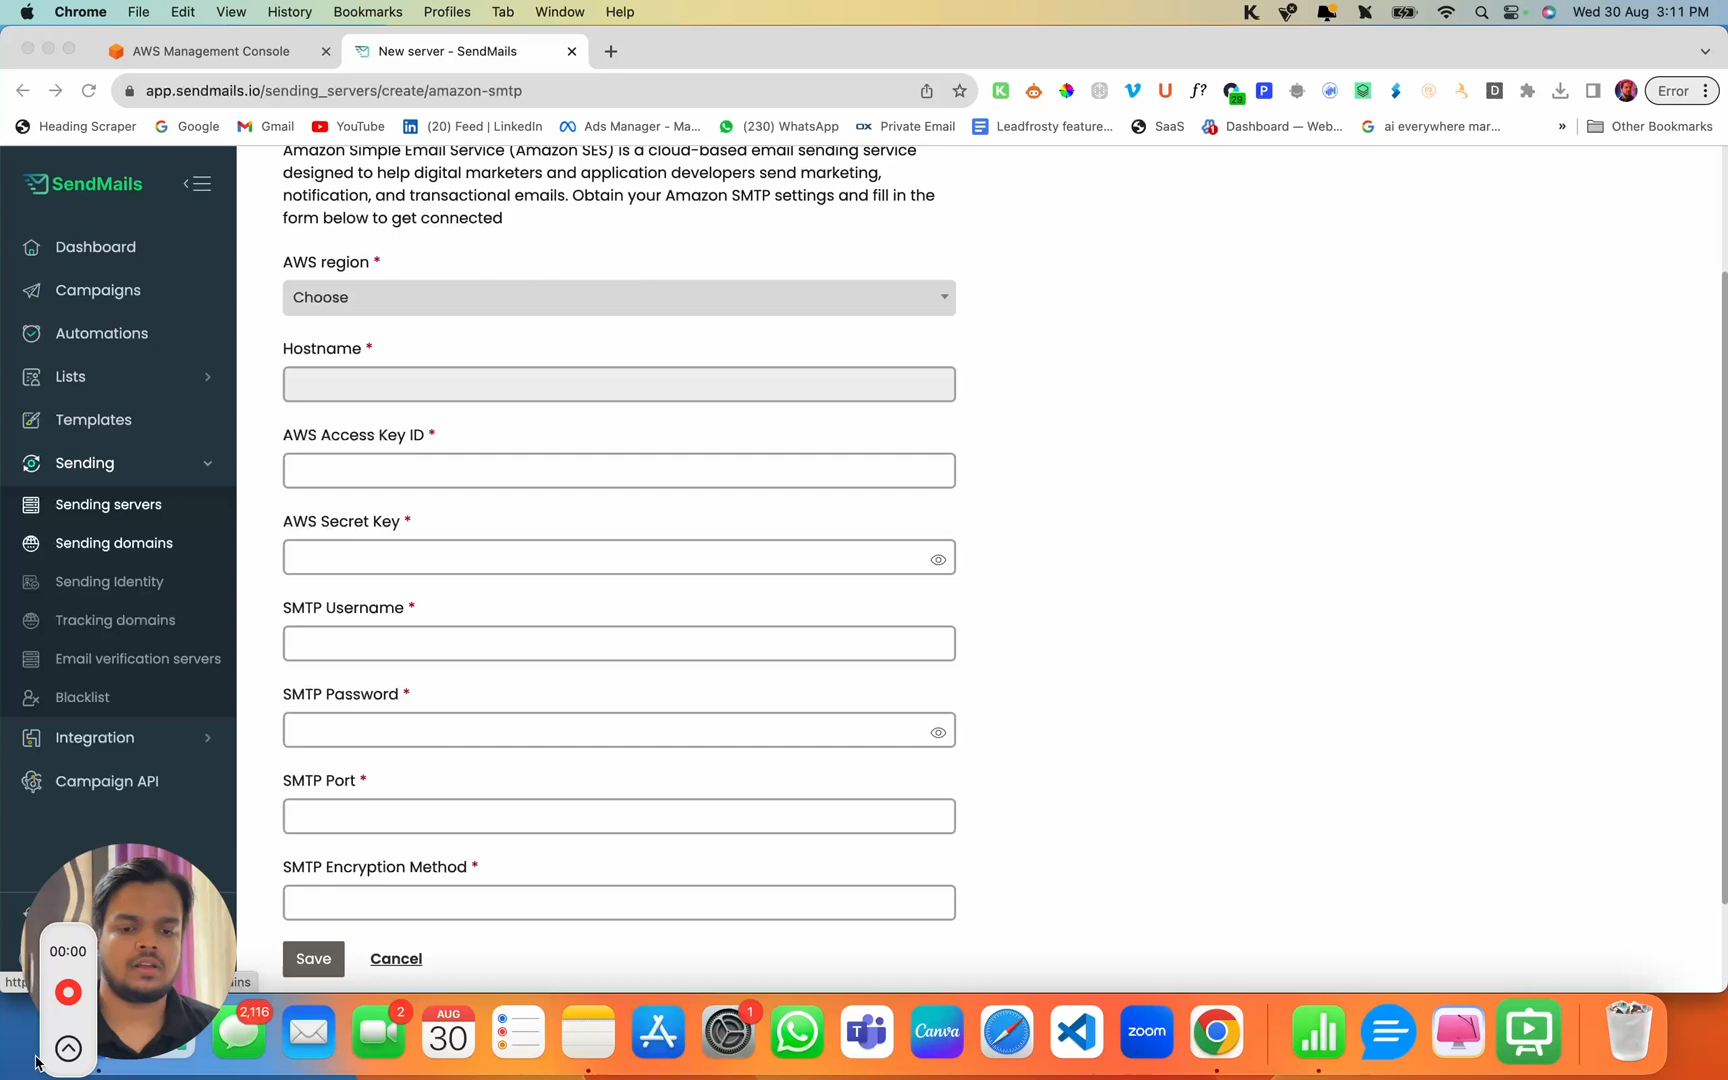 Chrome File Edit View History Bookmarks Profiles Tab Window Help
Wed 30 Aug 3:11 PM
AWS Management Console
New server - SendMails
app.sendmails.io/sending_servers/create/amazon-smtp
29
Error
Heading Scraper Google Gmail YouTube (20) Feed | LinkedIn Ads Manager - Ma... (230) WhatsApp Private Email Leadfrosty feature... SaaS Dashboard — Web... ai everywhere mar... » Other Bookmarks
SendMails
Dashboard
Campaigns
Automations
Lists
Templates
Sending
Sending servers
Sending domains
Sending Identity
Tracking domains
Email verification servers
Blacklist
Integration
Campaign API
Amazon Simple Email Service (Amazon SES) is a cloud-based email sending service
designed to help digital marketers and application developers send marketing,
notification, and transactional emails. Obtain your Amazon SMTP settings and fill in the
form below to get connected
AWS region *
Choose
Hostname *
AWS Access Key ID *
AWS Secret Key *
SMTP Username *
SMTP Password *
SMTP Port *
SMTP Encryption Method *
Save Cancel
00:00
2,116
2
AUG
30
1
Canva
zoom